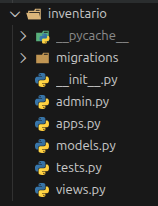 inventario
__pycache__
migrations
__init__.py
admin.py
apps.py
models.py
tests.py
views.py